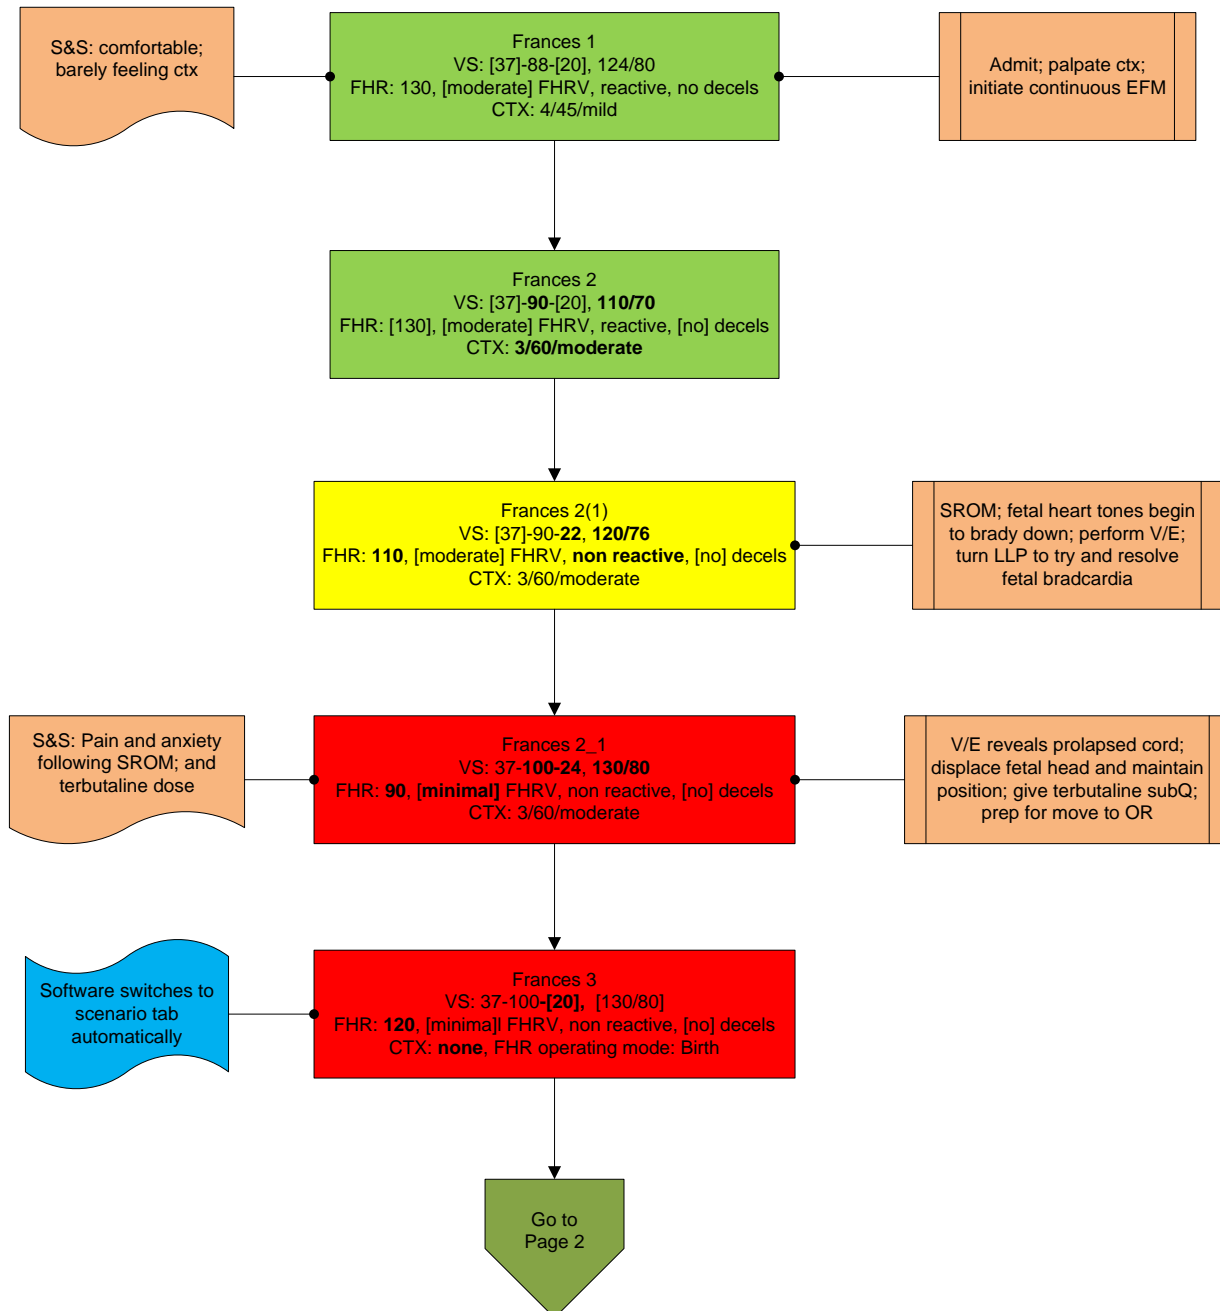 S&S: comfortable;
barely feeling ctx
Frances 1
VS: [37]-88-[20], 124/80
FHR: 130, [moderate] FHRV, reactive, no decels
CTX: 4/45/mild
Admit; palpate ctx;
initiate continuous EFM
Frances 2
VS: [37]-90-[20], 110/70
FHR: [130], [moderate] FHRV, reactive, [no] decels
CTX: 3/60/moderate
Frances 2(1)
VS: [37]-90-22, 120/76
FHR: 110, [moderate] FHRV, non reactive, [no] decels
CTX: 3/60/moderate
SROM; fetal heart tones begin
to brady down; perform V/E;
turn LLP to try and resolve
fetal bradcardia
S&S: Pain and anxiety
following SROM; and
terbutaline dose
Frances 2_1
VS: 37-100-24, 130/80
FHR: 90, [minimal] FHRV, non reactive, [no] decels
CTX: 3/60/moderate
V/E reveals prolapsed cord;
displace fetal head and maintain
position; give terbutaline subQ;
prep for move to OR
Software switches to
scenario tab
automatically
Frances 3
VS: 37-100-[20], [130/80]
FHR: 120, [minima]l FHRV, non reactive, [no] decels
CTX: none, FHR operating mode: Birth
Go to
Page 2